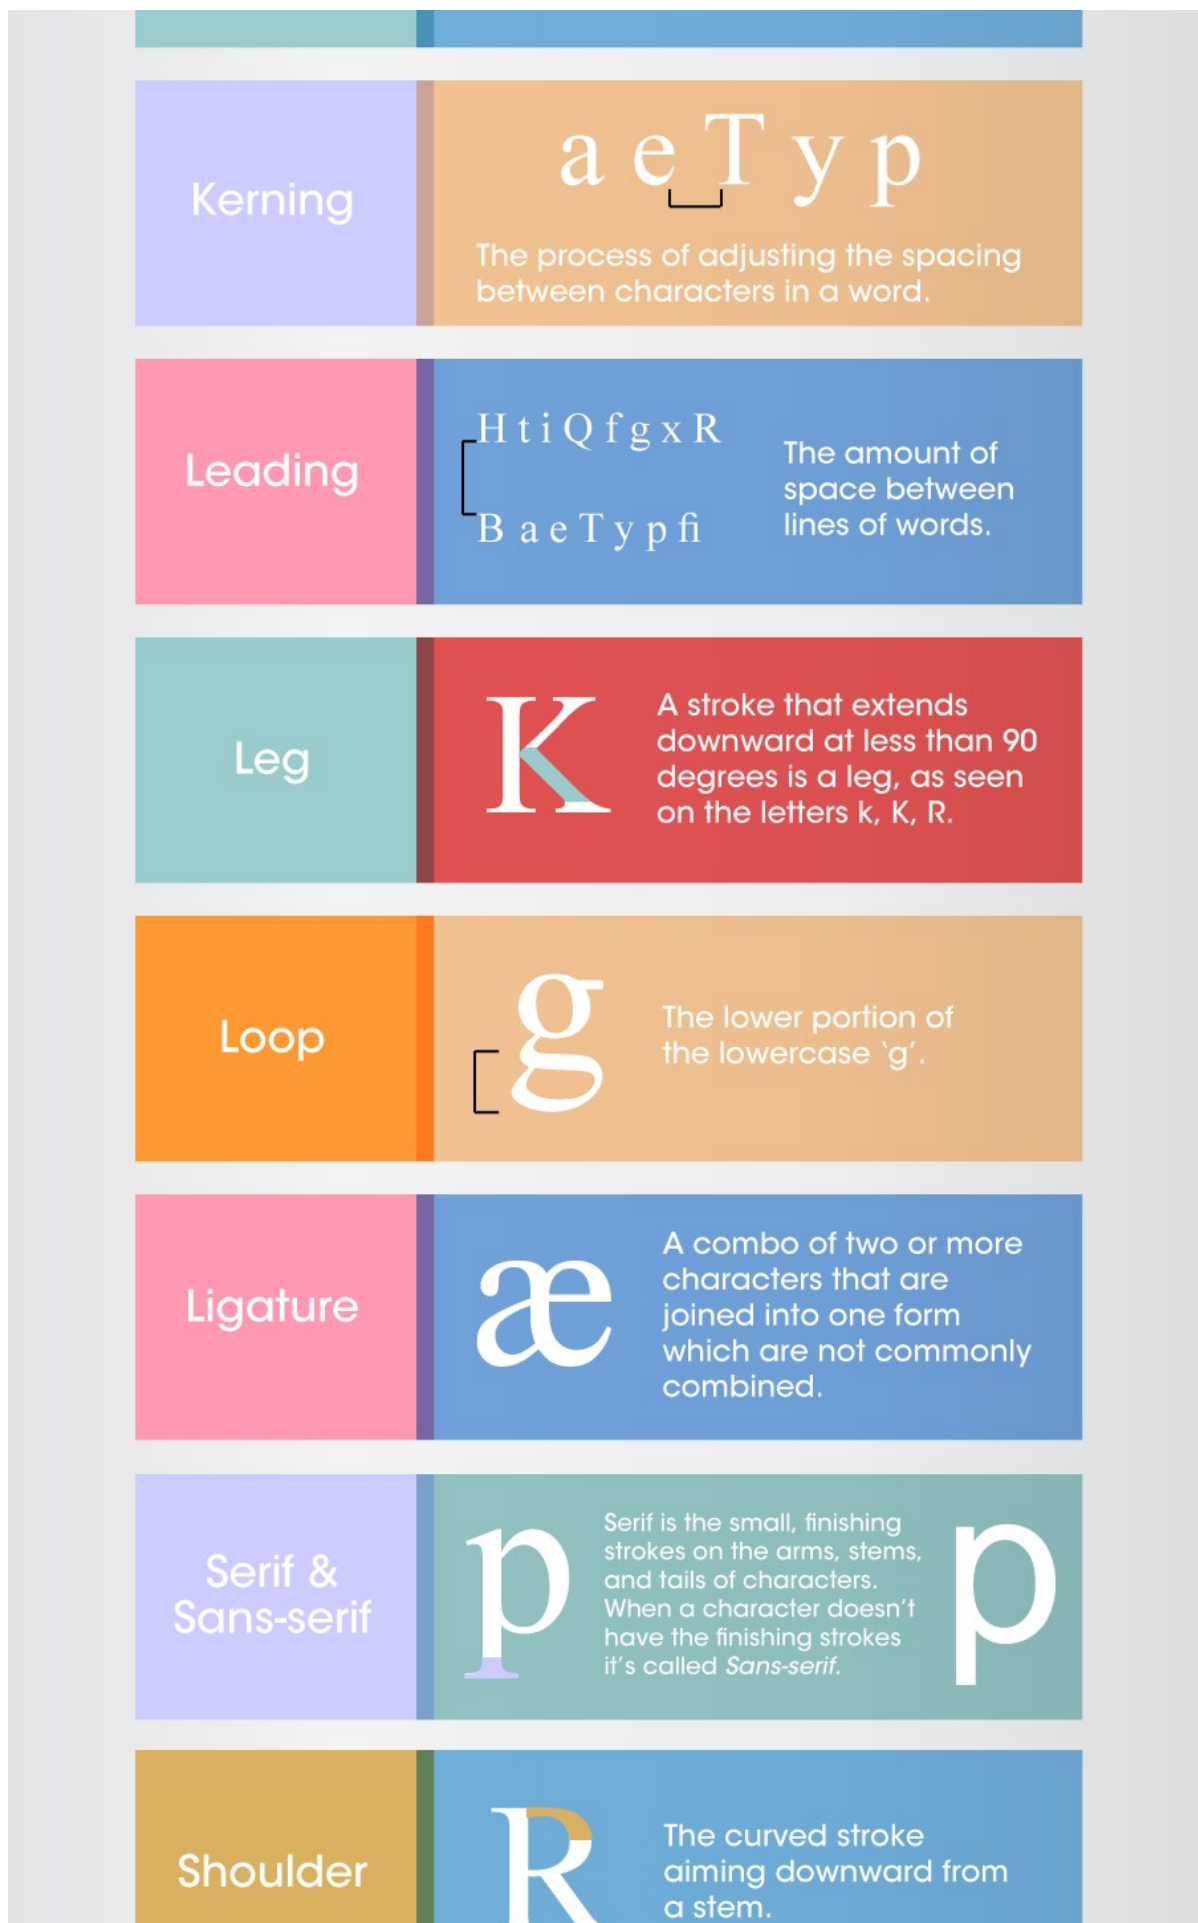 Kerning
a e T y p
The process of adjusting the spacing
between characters in a word.
Leading
H t i Q f g x R
B a e T y p fi
The amount of
space between
lines of words.
Leg
K
A stroke that extends
downward at less than 90
degrees is a leg, as seen
on the letters k, K, R.
Loop
g
The lower portion of
the lowercase ‘g’.
Ligature
æ
A combo of two or more
characters that are
joined into one form
which are not commonly
combined.
Serif &
Sans-serif
p
Serif is the small, finishing
strokes on the arms, stems,
and tails of characters.
When a character doesn’t
have the finishing strokes
it’s called Sans-serif.
p
Shoulder
R
The curved stroke
aiming downward from
a stem.